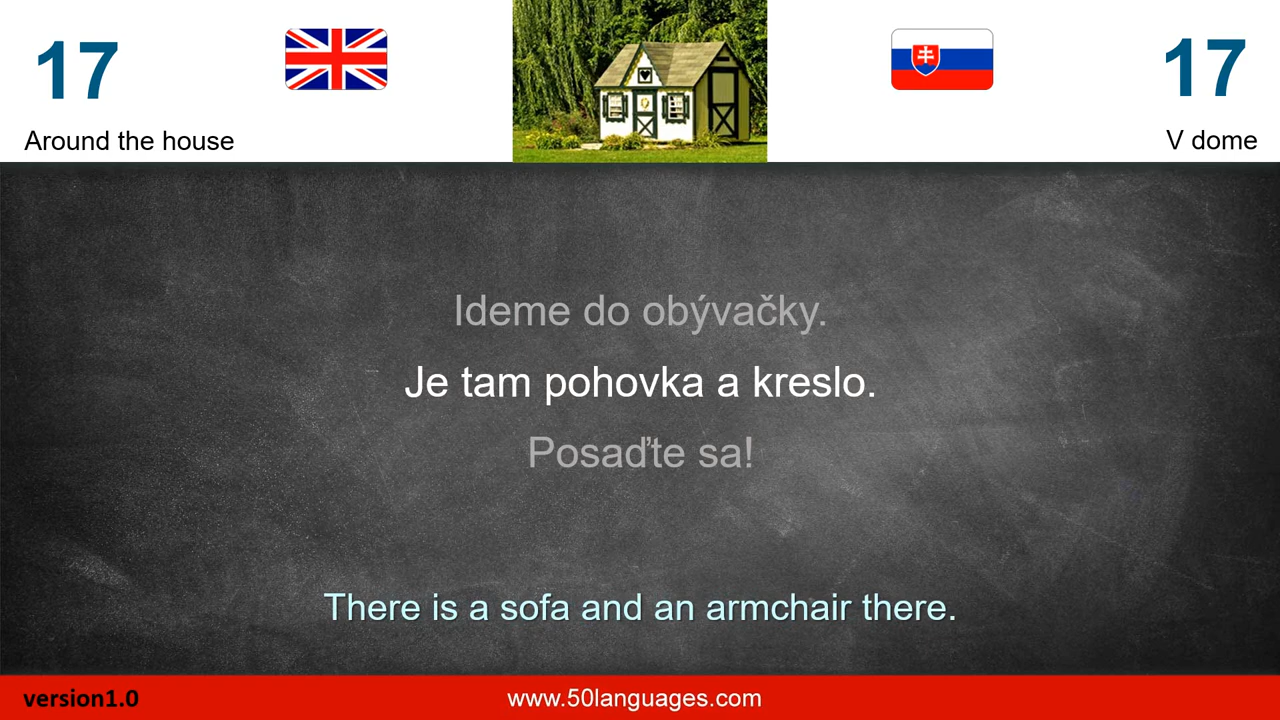 17
17
Around the house
V dome
Ideme do obývačky.
Je tam pohovka a kreslo.
Posaďte sa!
There is a sofa and an armchair there.
version1.0
www.50languages.com